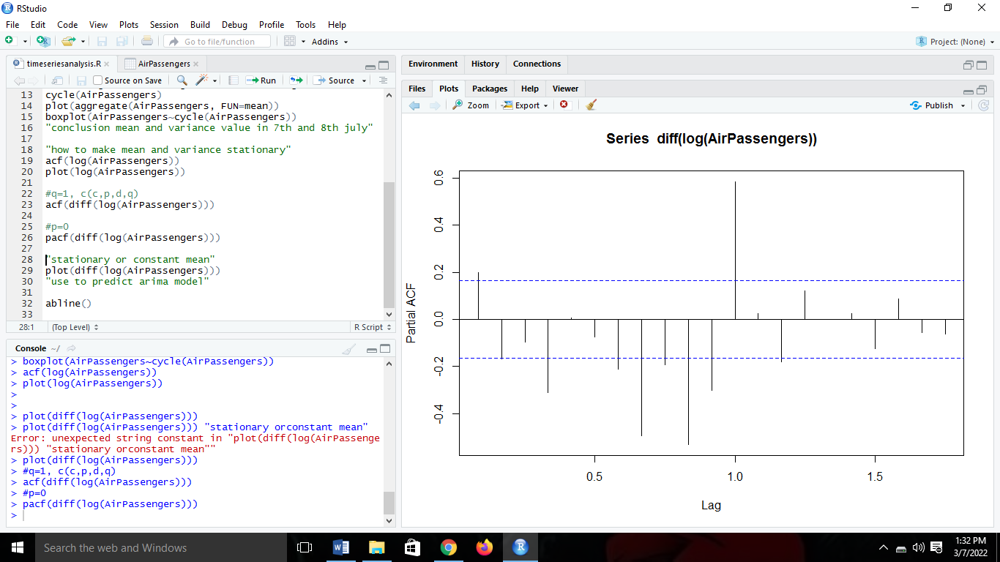 RStudio
File Edit Code View Plots Session Build Debug Profile Tools Help
Go to file/function Addins Project: (None)
timeseriesanalysis.R AirPassengers
Source on Save Run Source
13 cycle(AirPassengers)
14 plot(aggregate(AirPassengers, FUN=mean))
15 boxplot(AirPassengers~cycle(AirPassengers))
16 "conclusion mean and variance value in 7th and 8th july"
17
18 "how to make mean and variance stationary"
19 acf(log(AirPassengers))
20 plot(log(AirPassengers))
21
22 #q=1, c(c,p,d,q)
23 acf(diff(log(AirPassengers)))
24
25 #p=0
26 pacf(diff(log(AirPassengers)))
27
28 "stationary or constant mean"
29 plot(diff(log(AirPassengers)))
30 "use to predict arima model"
31
32 abline()
33
28:1 (Top Level) R Script
Console ~/
> boxplot(AirPassengers~cycle(AirPassengers))
> acf(log(AirPassengers))
> plot(log(AirPassengers))
>
>
> plot(diff(log(AirPassengers)))
> plot(diff(log(AirPassengers))) "stationary orconstant mean"
Error: unexpected string constant in "plot(diff(log(AirPassenge
rs))) "stationary orconstant mean""
> plot(diff(log(AirPassengers)))
> #q=1, c(c,p,d,q)
> acf(diff(log(AirPassengers)))
> #p=0
> pacf(diff(log(AirPassengers)))
>
Environment History Connections
Files Plots Packages Help Viewer
Zoom Export Publish
Series diff(log(AirPassengers))
Partial ACF
0.6
0.4
0.2
0.0
-0.2
-0.4
0.5 1.0 1.5
Lag
Search the web and Windows
1:32 PM
3/7/2022